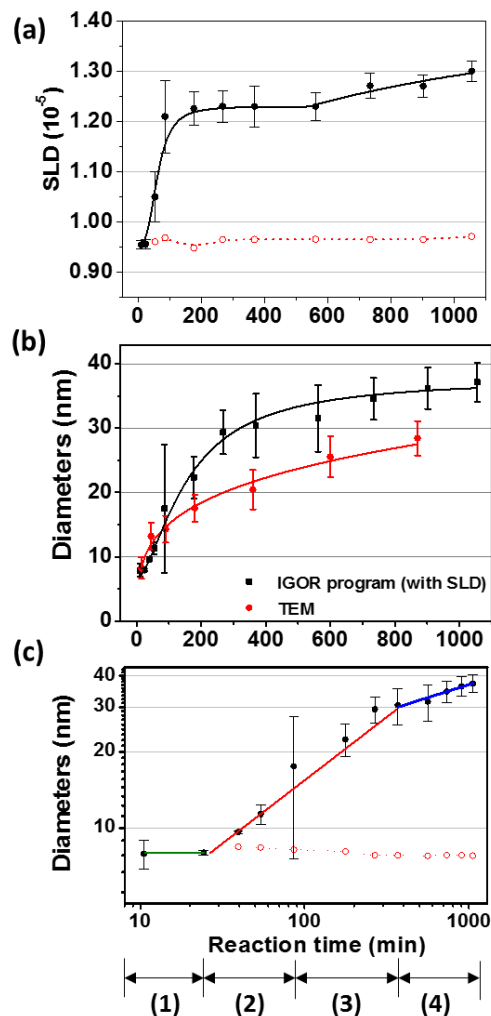 (a)
SLD (10⁻⁵)
1.40
1.30
1.20
1.10
1.00
0.90
0 200 400 600 800 1000
(b)
Diameters (nm)
40
30
20
10
0
IGOR program (with SLD)
TEM
0 200 400 600 800 1000
(c)
Diameters (nm)
40
30
20
10
10 100 1000
Reaction time (min)
(1) (2) (3) (4)